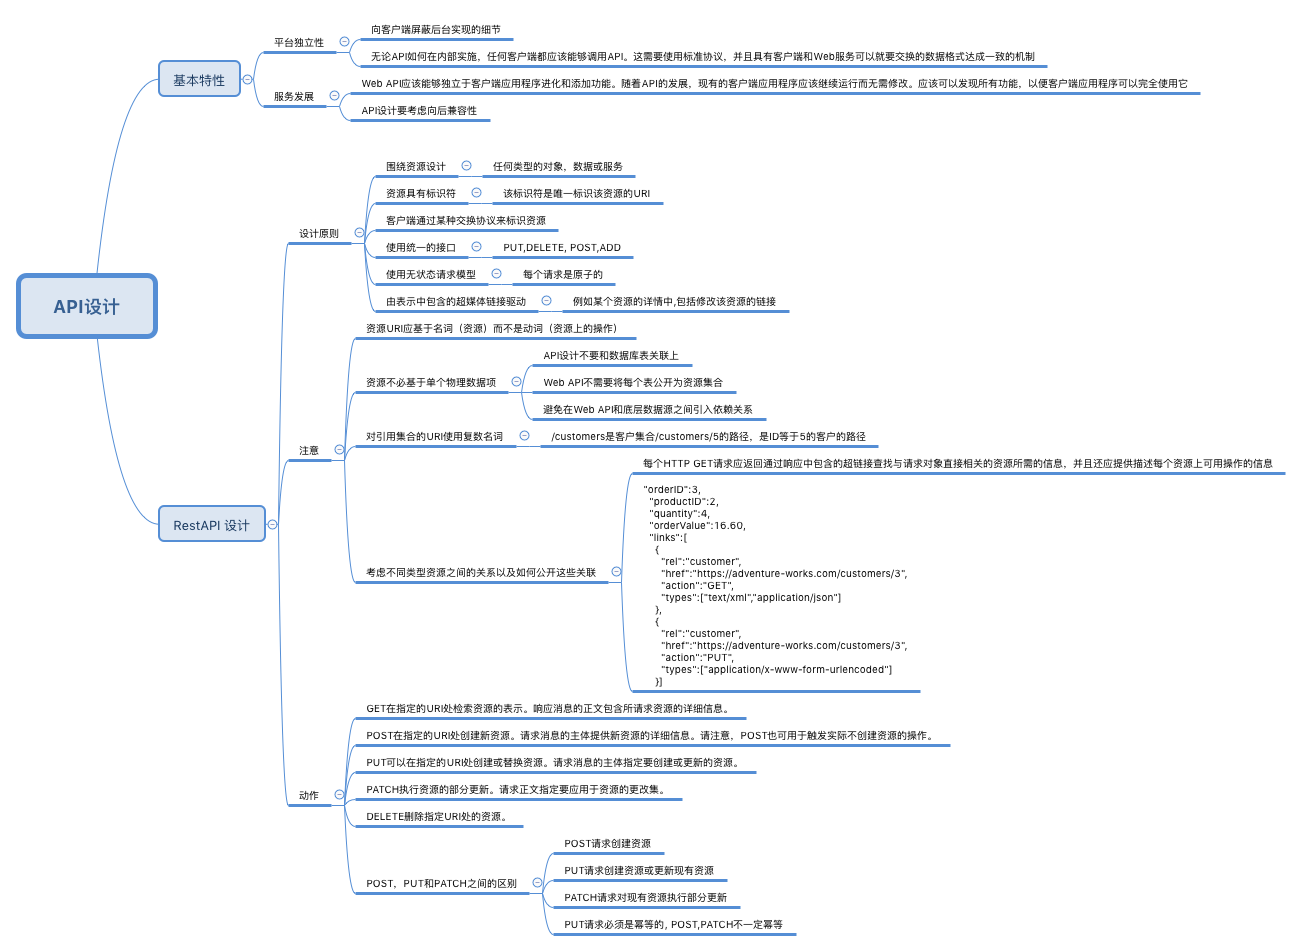 API设计
基本特性
平台独立性
向客户端屏蔽后台实现的细节
无论API如何在内部实施，任何客户端都应该能够调用API。这需要使用标准协议，并且具有客户端和Web服务可以就要交换的数据格式达成一致的机制
服务发展
Web API应该能够独立于客户端应用程序进化和添加功能。随着API的发展，现有的客户端应用程序应该继续运行而无需修改。应该可以发现所有功能，以便客户端应用程序可以完全使用它
API设计要考虑向后兼容性
RestAPI 设计
设计原则
围绕资源设计
任何类型的对象，数据或服务
资源具有标识符
该标识符是唯一标识该资源的URI
客户端通过某种交换协议来标识资源
使用统一的接口
PUT,DELETE, POST,ADD
使用无状态请求模型
每个请求是原子的
由表示中包含的超媒体链接驱动
例如某个资源的详情中,包括修改该资源的链接
注意
资源URI应基于名词（资源）而不是动词（资源上的操作）
资源不必基于单个物理数据项
API设计不要和数据库表关联上
Web API不需要将每个表公开为资源集合
避免在Web API和底层数据源之间引入依赖关系
对引用集合的URI使用复数名词
/customers是客户集合/customers/5的路径，是ID等于5的客户的路径
考虑不同类型资源之间的关系以及如何公开这些关联
每个HTTP GET请求应返回通过响应中包含的超链接查找与请求对象直接相关的资源所需的信息，并且还应提供描述每个资源上可用操作的信息
"orderID":3,
"productID":2,
"quantity":4,
"orderValue":16.60,
"links":[
{
"rel":"customer",
"href":"https://adventure-works.com/customers/3",
"action":"GET",
"types":["text/xml","application/json"]
},
{
"rel":"customer",
"href":"https://adventure-works.com/customers/3",
"action":"PUT",
"types":["application/x-www-form-urlencoded"]
}]
动作
GET在指定的URI处检索资源的表示。响应消息的正文包含所请求资源的详细信息。
POST在指定的URI处创建新资源。请求消息的主体提供新资源的详细信息。请注意，POST也可用于触发实际不创建资源的操作。
PUT可以在指定的URI处创建或替换资源。请求消息的主体指定要创建或更新的资源。
PATCH执行资源的部分更新。请求正文指定要应用于资源的更改集。
DELETE删除指定URI处的资源。
POST，PUT和PATCH之间的区别
POST请求创建资源
PUT请求创建资源或更新现有资源
PATCH请求对现有资源执行部分更新
PUT请求必须是幂等的, POST,PATCH不一定幂等